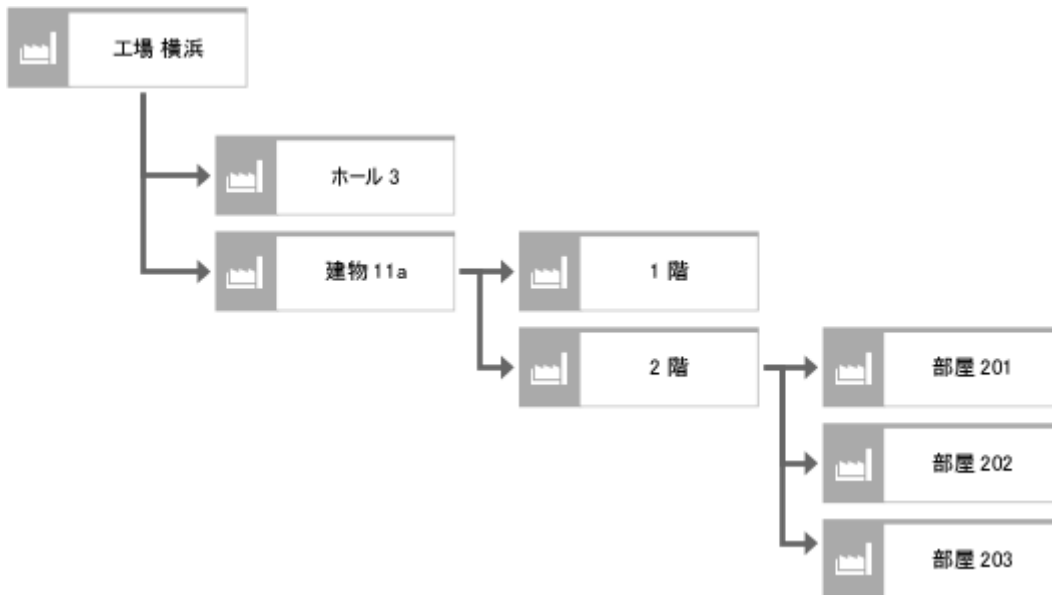 工場 横浜
ホール 3
建物 11a
1 階
2 階
部屋 201
部屋 202
部屋 203